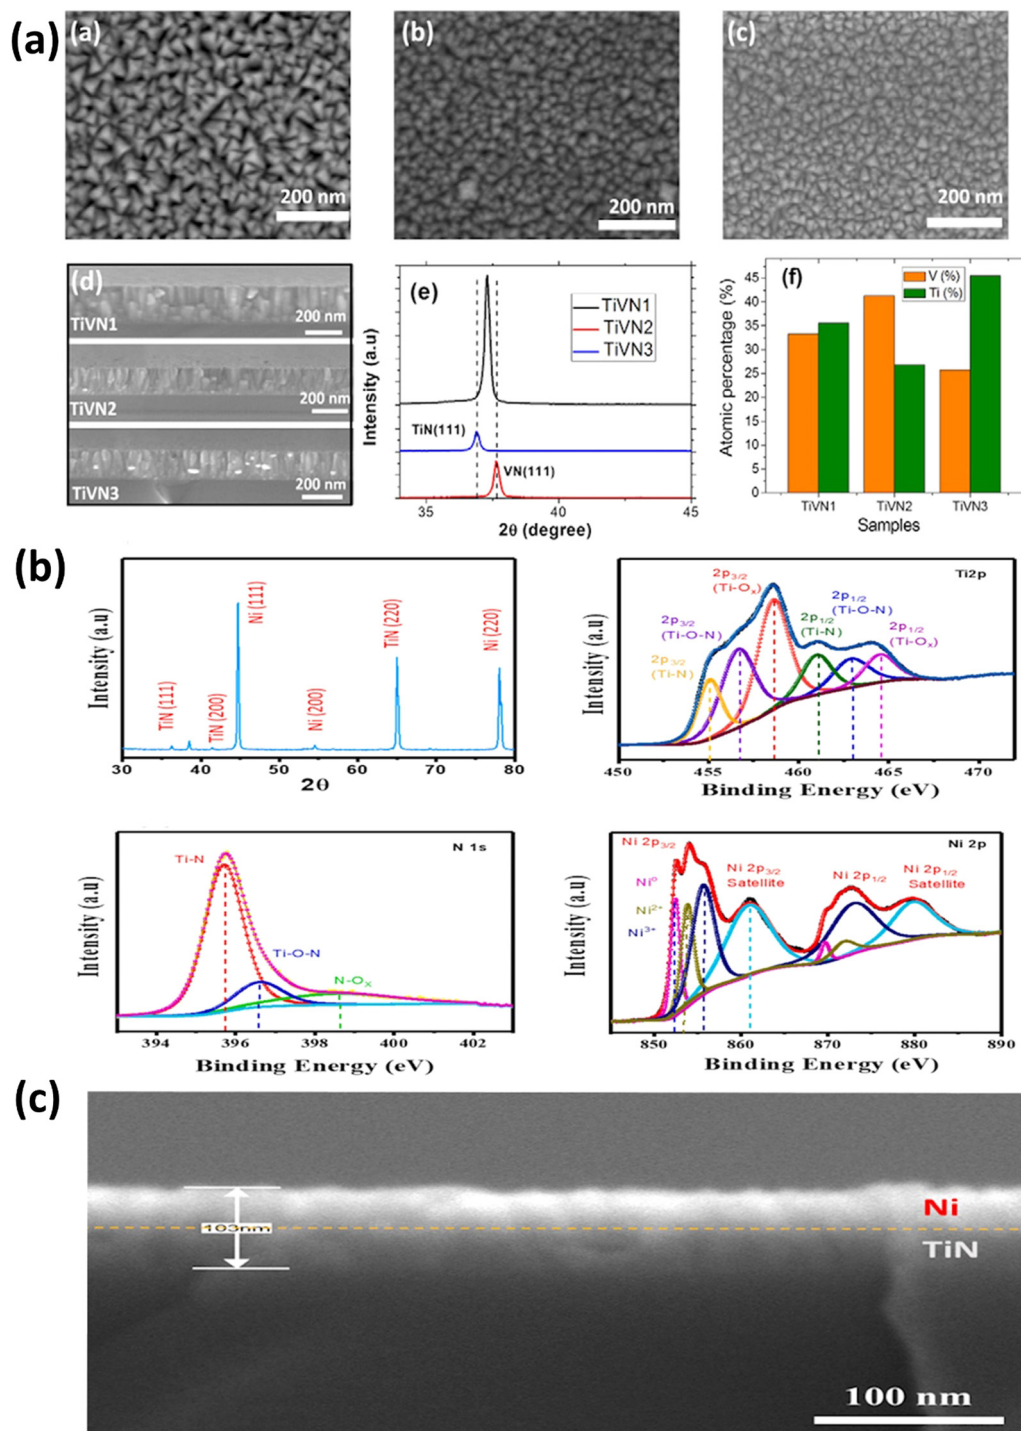 (a)
(a)
200 nm
(b)
200 nm
(c)
200 nm
(d)
TiVN1
200 nm
TiVN2
200 nm
TiVN3
200 nm
(e)
TiVN1
TiVN2
TiVN3
TiN(111)
VN(111)
Intensity (a.u)
35
40
45
2θ (degree)
(f)
V (%)
Ti (%)
Atomic percentage (%)
45
40
35
30
25
20
15
10
5
0
TiVN1
TiVN2
TiVN3
Samples
(b)
Intensity (a.u)
TiN (111)
TiN (200)
Ni (111)
Ni (200)
TiN (220)
Ni (220)
30
40
50
60
70
80
2θ
Ti2p
Intensity (a.u)
2p3/2
(Ti-N)
2p3/2
(Ti-O-N)
2p3/2
(Ti-Ox)
2p1/2
(Ti-N)
2p1/2
(Ti-O-N)
2p1/2
(Ti-Ox)
450
455
460
465
470
Binding Energy (eV)
N 1s
Intensity (a.u)
Ti-N
Ti-O-N
N-Ox
394
396
398
400
402
Binding Energy (eV)
Ni 2p
Intensity (a.u)
Ni 2p3/2
Ni⁰
Ni²⁺
Ni³⁺
Ni 2p3/2
Satellite
Ni 2p1/2
Ni 2p1/2
Satellite
850
860
870
880
890
Binding Energy (eV)
(c)
103nm
Ni
TiN
100 nm